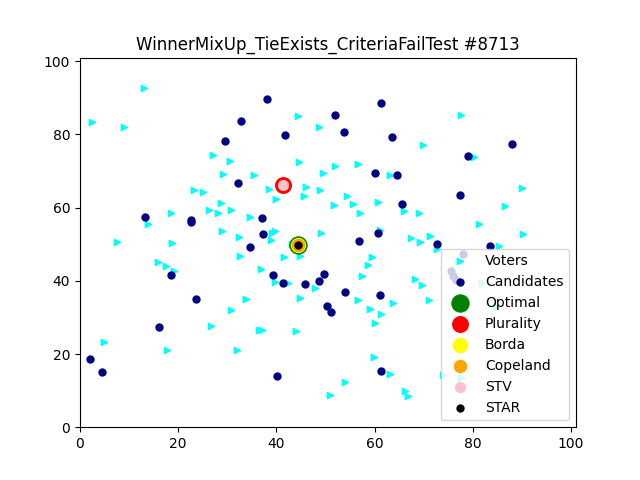 WinnerMixUp_TieExists_CriteriaFailTest #8713
100
80
60
40
20
0
0
20
40
60
80
100
Voters
Candidates
Optimal
Plurality
Borda
Copeland
STV
STAR